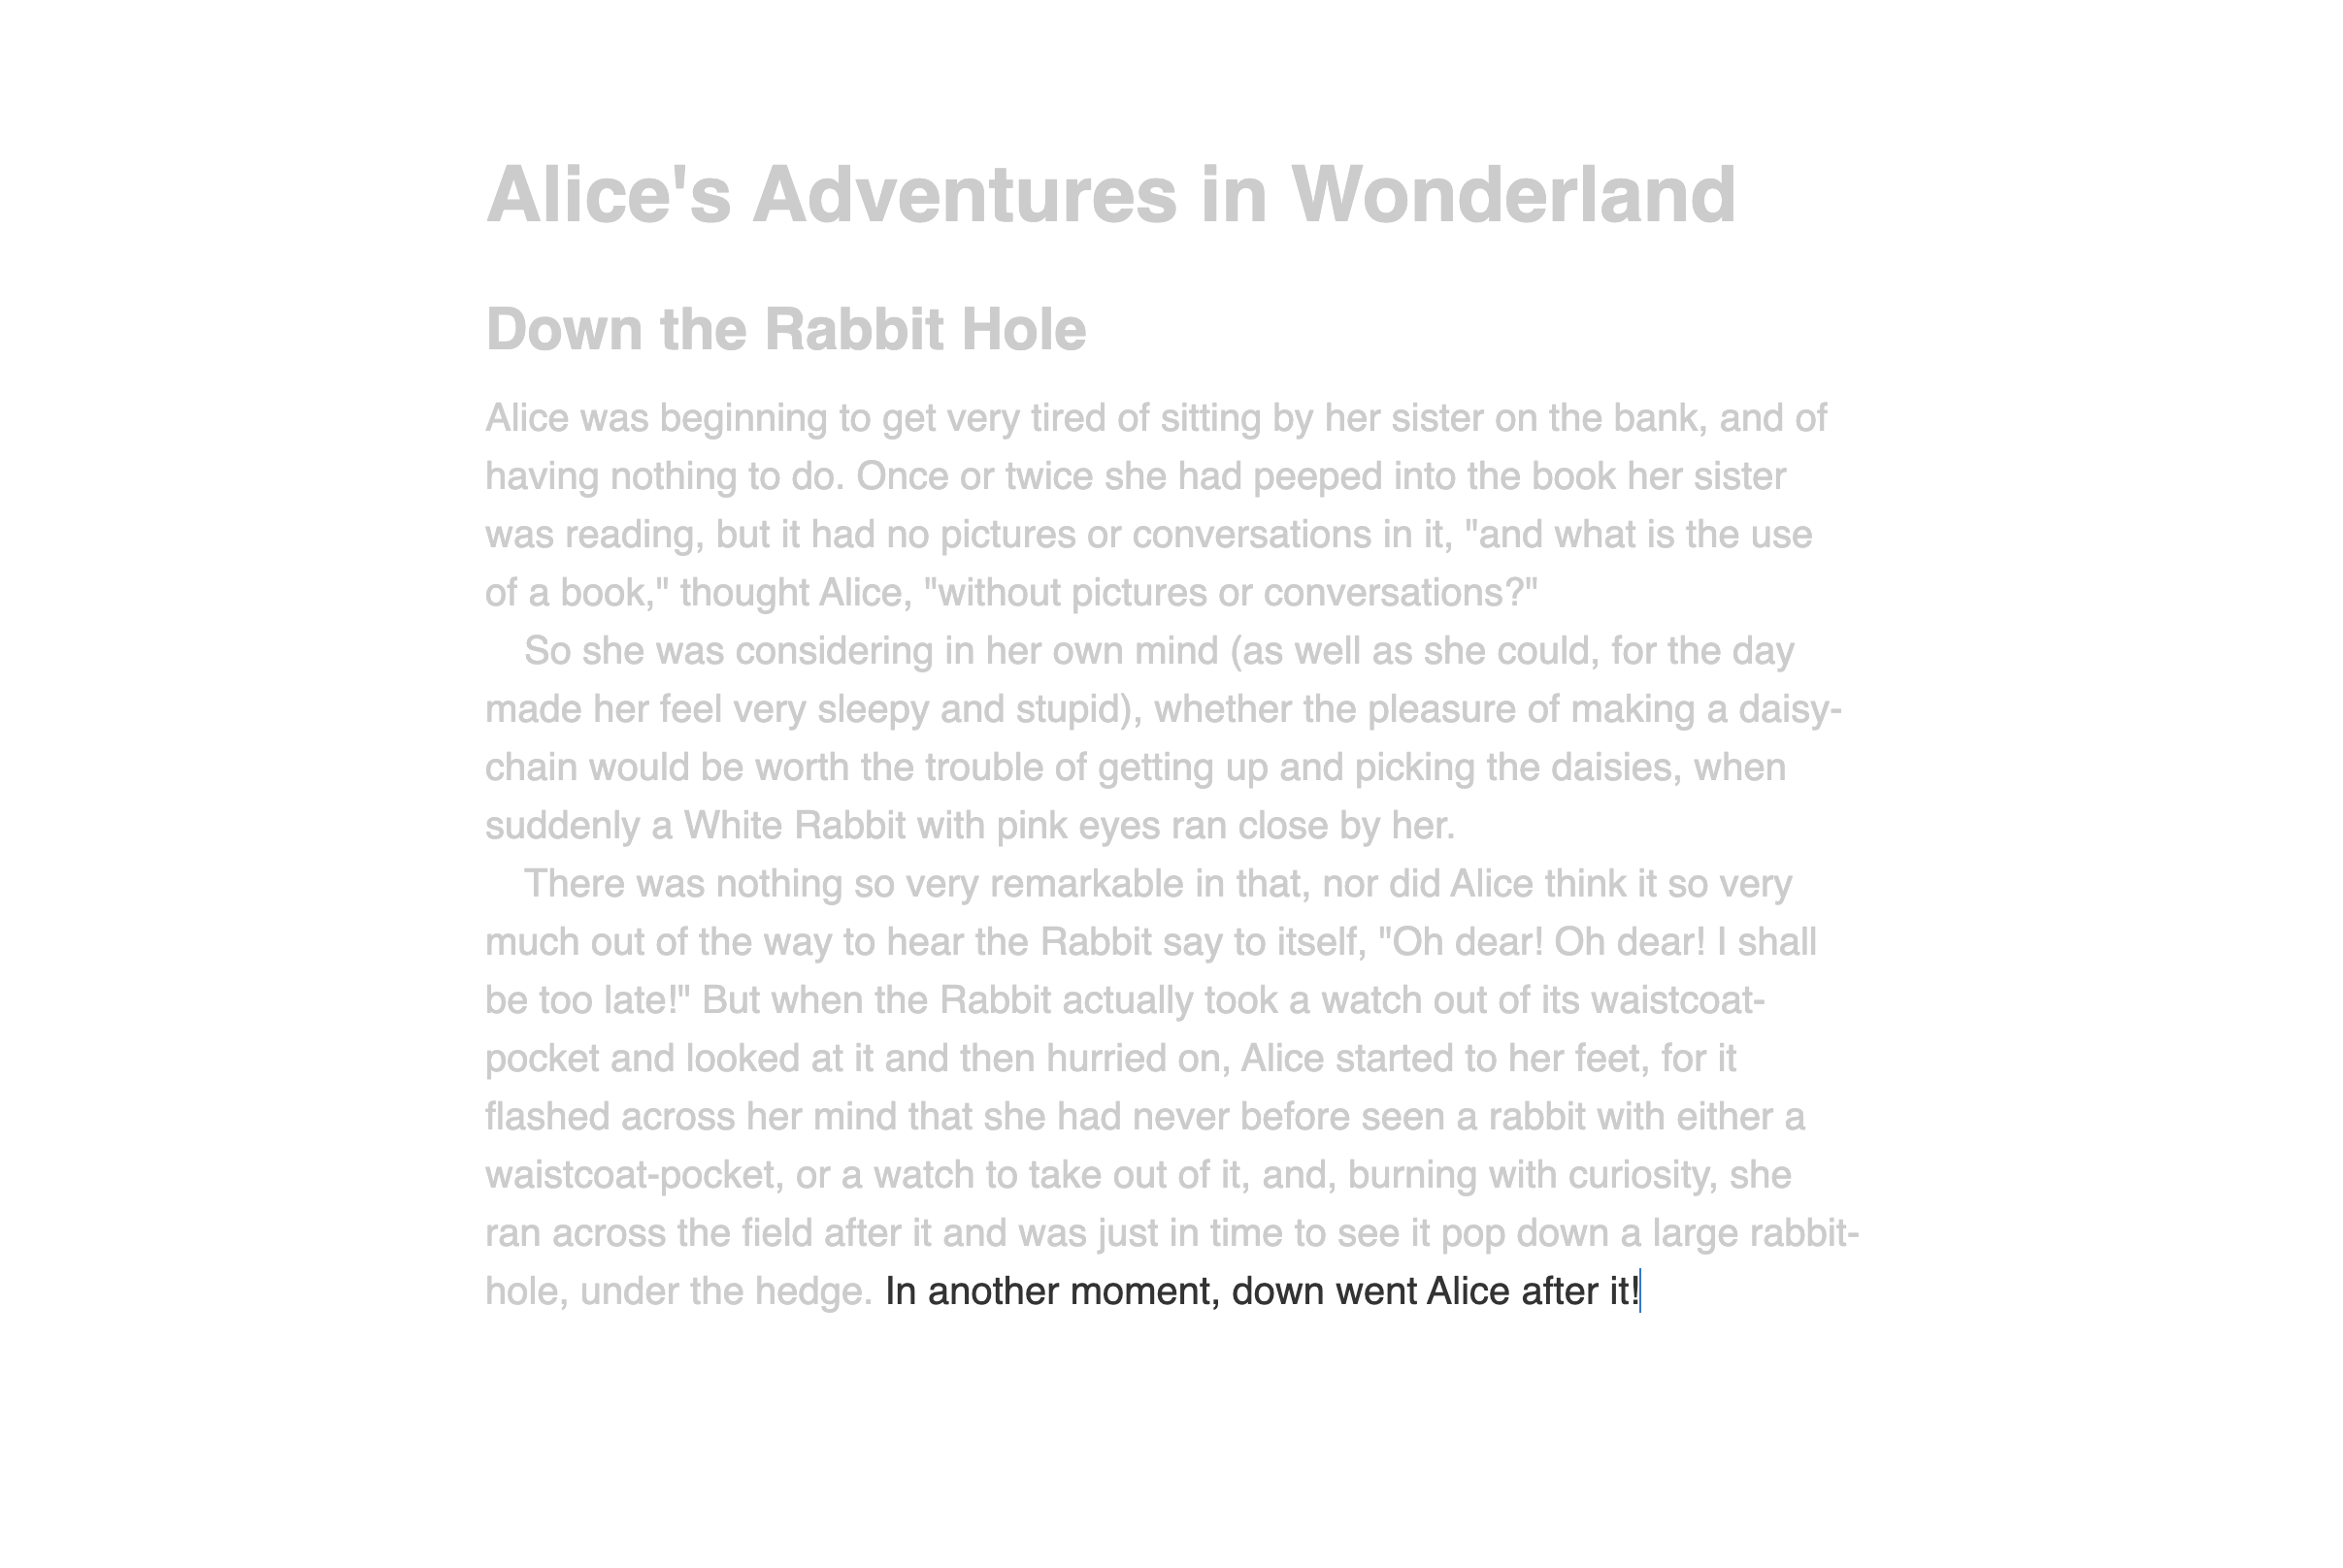 Alice's Adventures in Wonderland
Down the Rabbit Hole
Alice was beginning to get very tired of sitting by her sister on the bank, and of
having nothing to do. Once or twice she had peeped into the book her sister
was reading, but it had no pictures or conversations in it, "and what is the use
of a book," thought Alice, "without pictures or conversations?"
So she was considering in her own mind (as well as she could, for the day
made her feel very sleepy and stupid), whether the pleasure of making a daisy-
chain would be worth the trouble of getting up and picking the daisies, when
suddenly a White Rabbit with pink eyes ran close by her.
There was nothing so very remarkable in that, nor did Alice think it so very
much out of the way to hear the Rabbit say to itself, "Oh dear! Oh dear! I shall
be too late!" But when the Rabbit actually took a watch out of its waistcoat-
pocket and looked at it and then hurried on, Alice started to her feet, for it
flashed across her mind that she had never before seen a rabbit with either a
waistcoat-pocket, or a watch to take out of it, and, burning with curiosity, she
ran across the field after it and was just in time to see it pop down a large rabbit-
hole, under the hedge. In another moment, down went Alice after it!